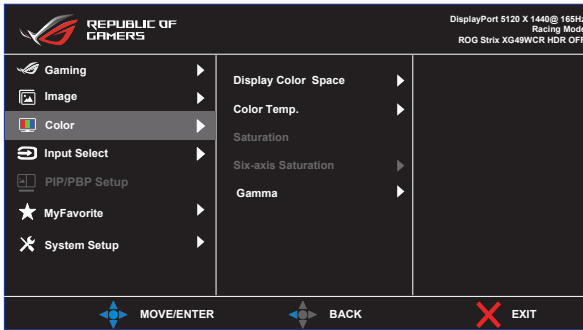 REPUBLIC OF
GAMERS
DisplayPort 5120 X 1440@ 165Hz
Racing Mode
ROG Strix XG49WCR HDR OFF
Gaming
Image
Color
Input Select
PIP/PBP Setup
MyFavorite
System Setup
Display Color Space
Color Temp.
Saturation
Six-axis Saturation
Gamma
MOVE/ENTER
BACK
EXIT